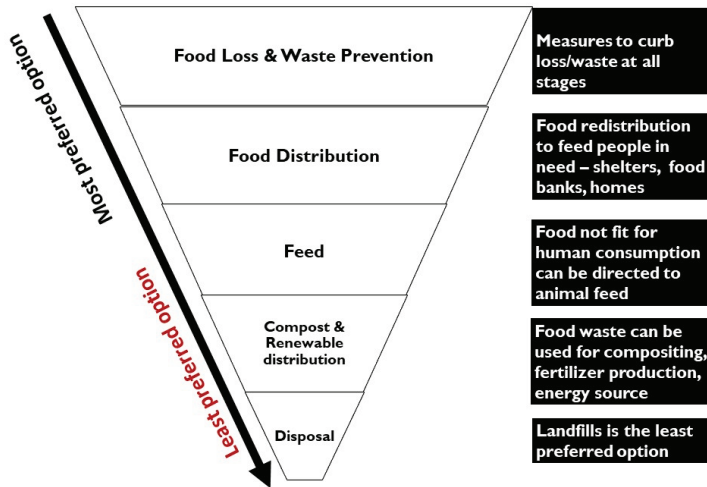 Most preferred option
Least preferred option
Food Loss & Waste Prevention
Measures to curb
loss/waste at all
stages
Food Distribution
Food redistribution
to feed people in
need – shelters, food
banks, homes
Feed
Food not fit for
human consumption
can be directed to
animal feed
Compost &
Renewable
distribution
Food waste can be
used for compositing,
fertilizer production,
energy source
Disposal
Landfills is the least
preferred option